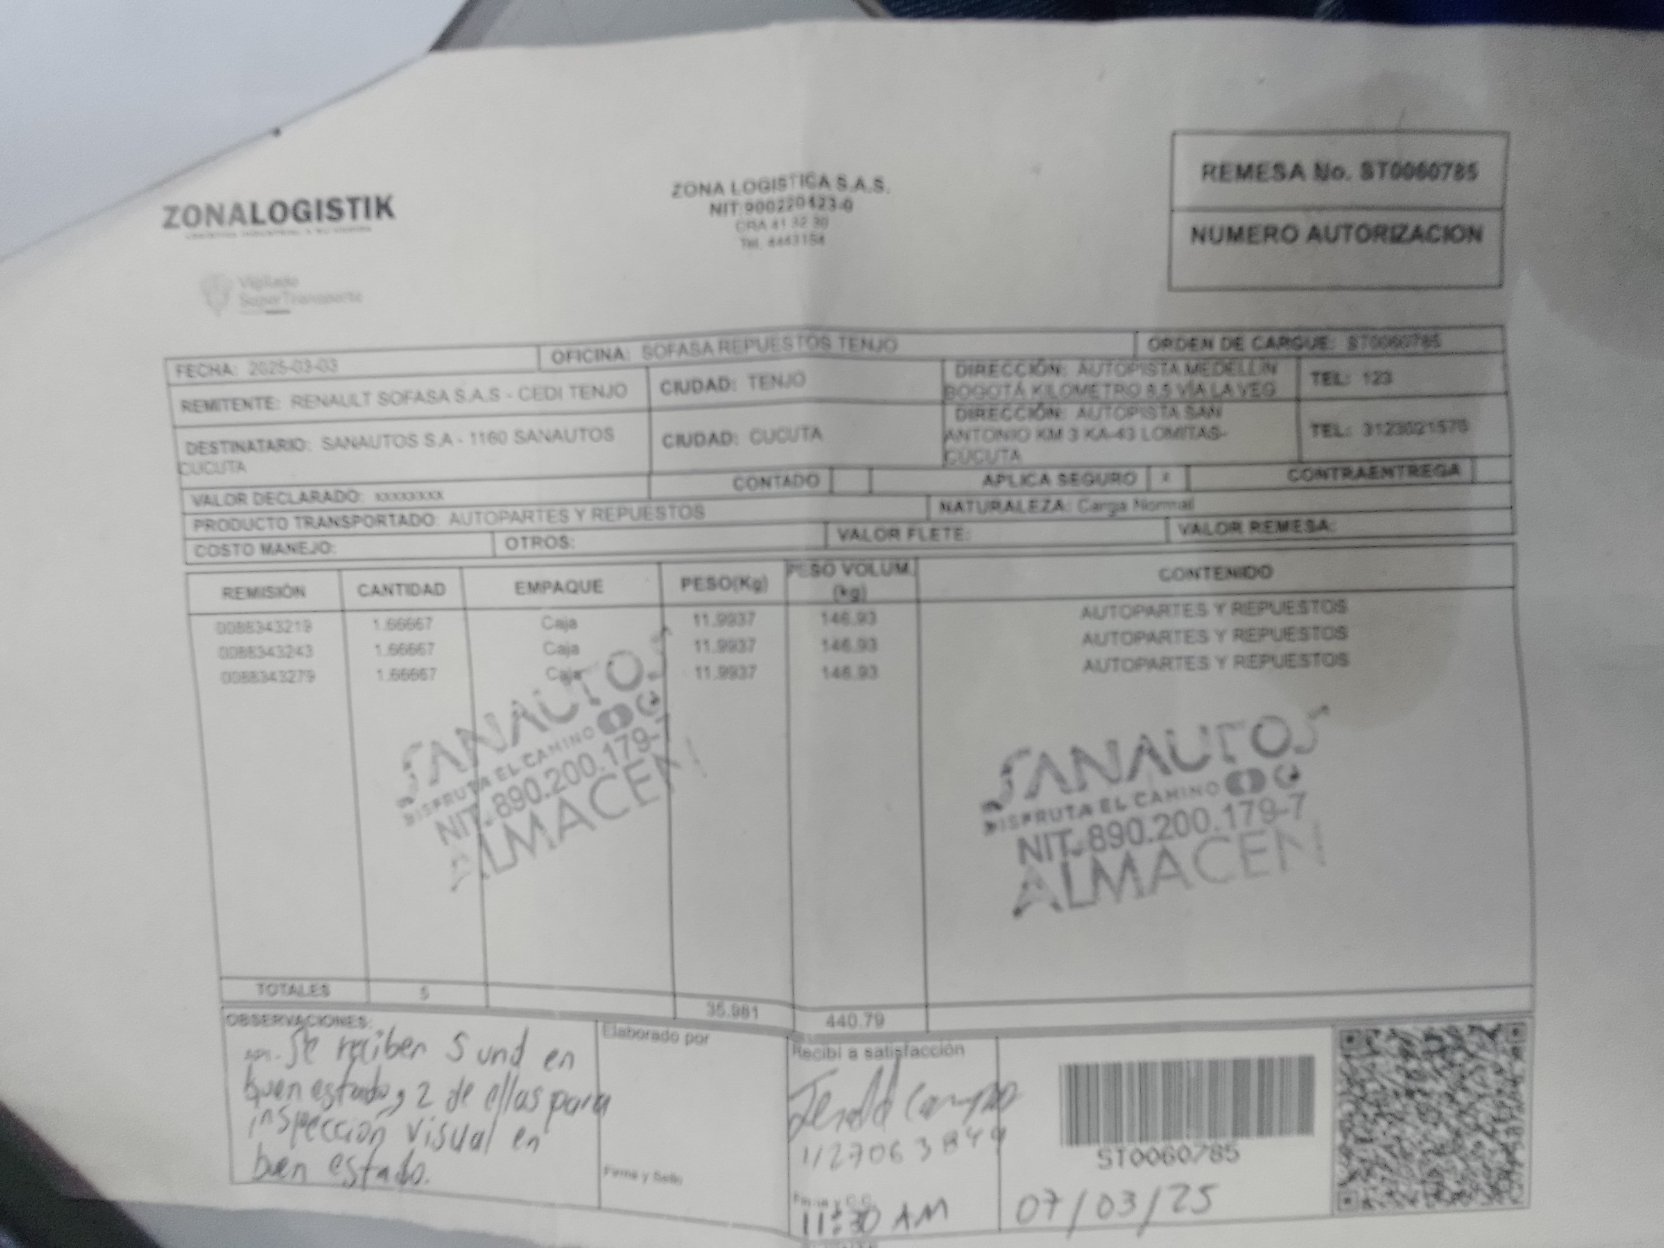 ZONALOGISTIK
Vigilado
SuperTransporte
ZONA LOGISTICA S.A.S.
NIT:900220423-0
CRA 41 32 30
Tel. 4443154
REMESA No. ST0060785
NUMERO AUTORIZACION
FECHA: 2025-03-03
OFICINA: SOFASA REPUESTOS TENJO
ORDEN DE CARGUE: ST0060785
REMITENTE: RENAULT SOFASA S.A.S - CEDI TENJO
CIUDAD: TENJO
DIRECCIÓN: AUTOPISTA MEDELLIN
BOGOTÁ KILOMETRO 8.5 VÍA LA VEG
TEL: 123
DESTINATARIO: SANAUTOS S.A - 1160 SANAUTOS
CUCUTA
CIUDAD: CUCUTA
DIRECCIÓN: AUTOPISTA SAN
ANTONIO KM 3 KA-43 LOMITAS-
CUCUTA
TEL: 3123021575
VALOR DECLARADO: xxxxxxxx
CONTADO
APLICA SEGURO x
CONTRAENTREGA
PRODUCTO TRANSPORTADO: AUTOPARTES Y REPUESTOS
NATURALEZA: Carga Normal
COSTO MANEJO:
OTROS:
VALOR FLETE:
VALOR REMESA:
REMISIÓN CANTIDAD EMPAQUE PESO(Kg) PESO VOLUM. (kg) CONTENIDO
0088343219 1.66667 Caja 11.9937 146.93 AUTOPARTES Y REPUESTOS
0088343243 1.66667 Caja 11.9937 146.93 AUTOPARTES Y REPUESTOS
0088343279 1.66667 Caja 11.9937 146.93 AUTOPARTES Y REPUESTOS
SANAUTOS
DISFRUTA EL CAMINO
NIT-890.200.179-7
ALMACEN
SANAUTOS
DISFRUTA EL CAMINO
NIT-890.200.179-7
ALMACEN
TOTALES 5 35.981 440.79
OBSERVACIONES:
Se reciben 5 und en
buen estado, 2 de ellas para
inspección visual en
buen estado.
Elaborado por
Firma y Sello
Recibi a satisfacción
1127063849
11:30 AM
ST0060785
07/03/25